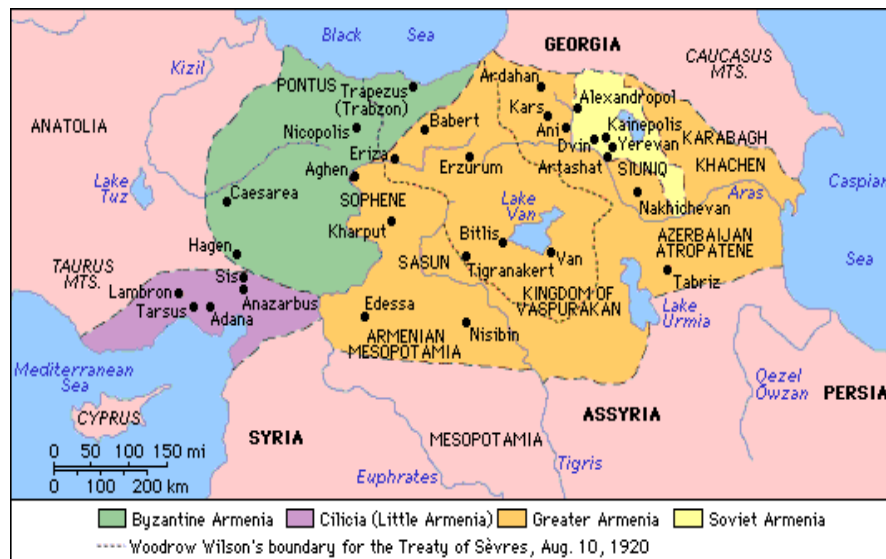 Black Sea
GEORGIA
CAUCASUS
MTS.
Kizil
PONTUS
Trapezus
(Trabzon)
Ardahan
Kars
Alexandropol
ANATOLIA
Nicopolis
Babert
Ani
Kainepolis
KARABAGH
Dvin
Yerevan
Eriza
Erzurum
Artashat
KHACHEN
Aghen
SIUNIQ
Lake
Tuz
Caesarea
SOPHENE
Lake
Van
Nakhichevan
Aras
Caspian
Sea
Kharput
Bitlis
AZERBAIJAN
ATROPATENE
Hagen
SASUN
Van
Tigranakert
Tabriz
TAURUS
MTS.
Sis
Lambron
Anazarbus
KINGDOM OF
VASPURAKAN
Tarsus
Adana
Edessa
Nisibin
Lake
Urmia
ARMENIAN
MESOPOTAMIA
Mediterranean
Sea
Qezel
Owzan
PERSIA
CYPRUS
ASSYRIA
SYRIA
MESOPOTAMIA
0 50 100 150 mi
0 100 200 km
Euphrates
Tigris
Byzantine Armenia
Cilicia (Little Armenia)
Greater Armenia
Soviet Armenia
Woodrow Wilson's boundary for the Treaty of Sèvres, Aug. 10, 1920